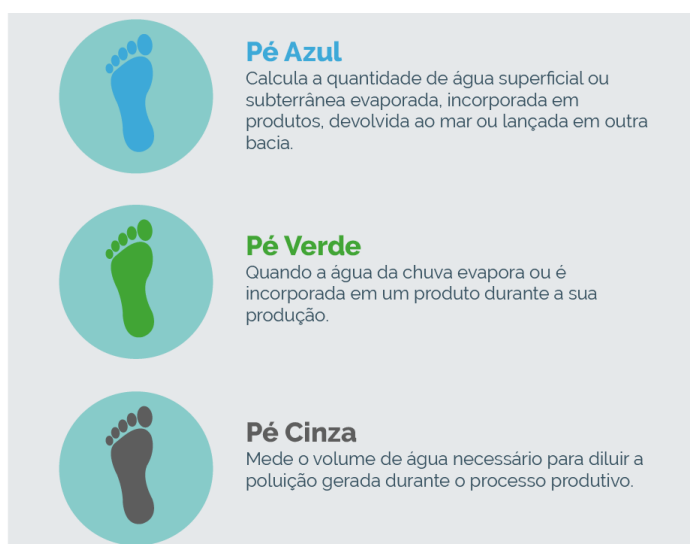 Pé Azul
Calcula a quantidade de água superficial ou
subterrânea evaporada, incorporada em
produtos, devolvida ao mar ou lançada em outra
bacia.
Pé Verde
Quando a água da chuva evapora ou é
incorporada em um produto durante a sua
produção.
Pé Cinza
Mede o volume de água necessário para diluir a
poluição gerada durante o processo produtivo.